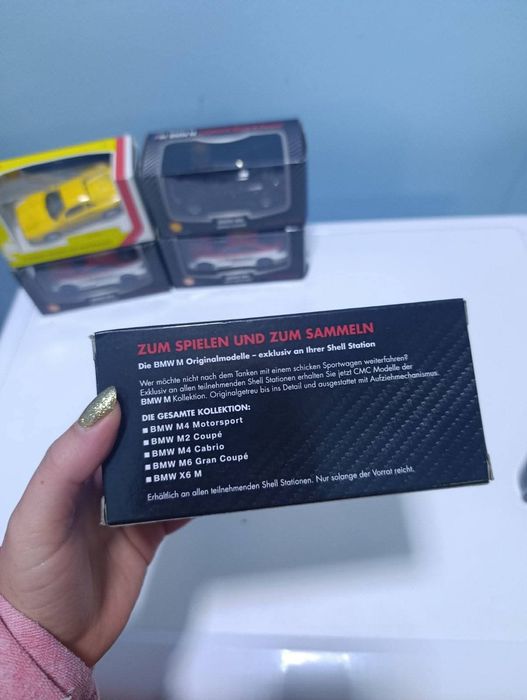 ZUM SPIELEN UND ZUM SAMMELN
Die BMW M Originalmodelle – exklusiv an Ihrer Shell Station
Wer möchte nicht nach dem Tanken mit einem schicken Sportwagen weiterfahren?
Exklusiv an allen teilnehmenden Shell Stationen erhalten Sie jetzt CMC Modelle der
BMW M Kollektion. Originalgetreu bis ins Detail und ausgestattet mit Aufziehmechanismus.
DIE GESAMTE KOLLEKTION:
■ BMW M4 Motorsport
■ BMW M2 Coupé
■ BMW M4 Cabrio
■ BMW M6 Gran Coupé
■ BMW X6 M
Erhältlich an allen teilnehmenden Shell Stationen. Nur solange der Vorrat reicht.